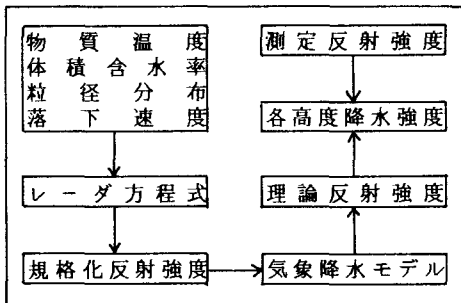 物質温度
体積含水率
粒径分布
落下速度
レーダ方程式
規格化反射強度
気象降水モデル
理論反射強度
各高度降水強度
測定反射強度